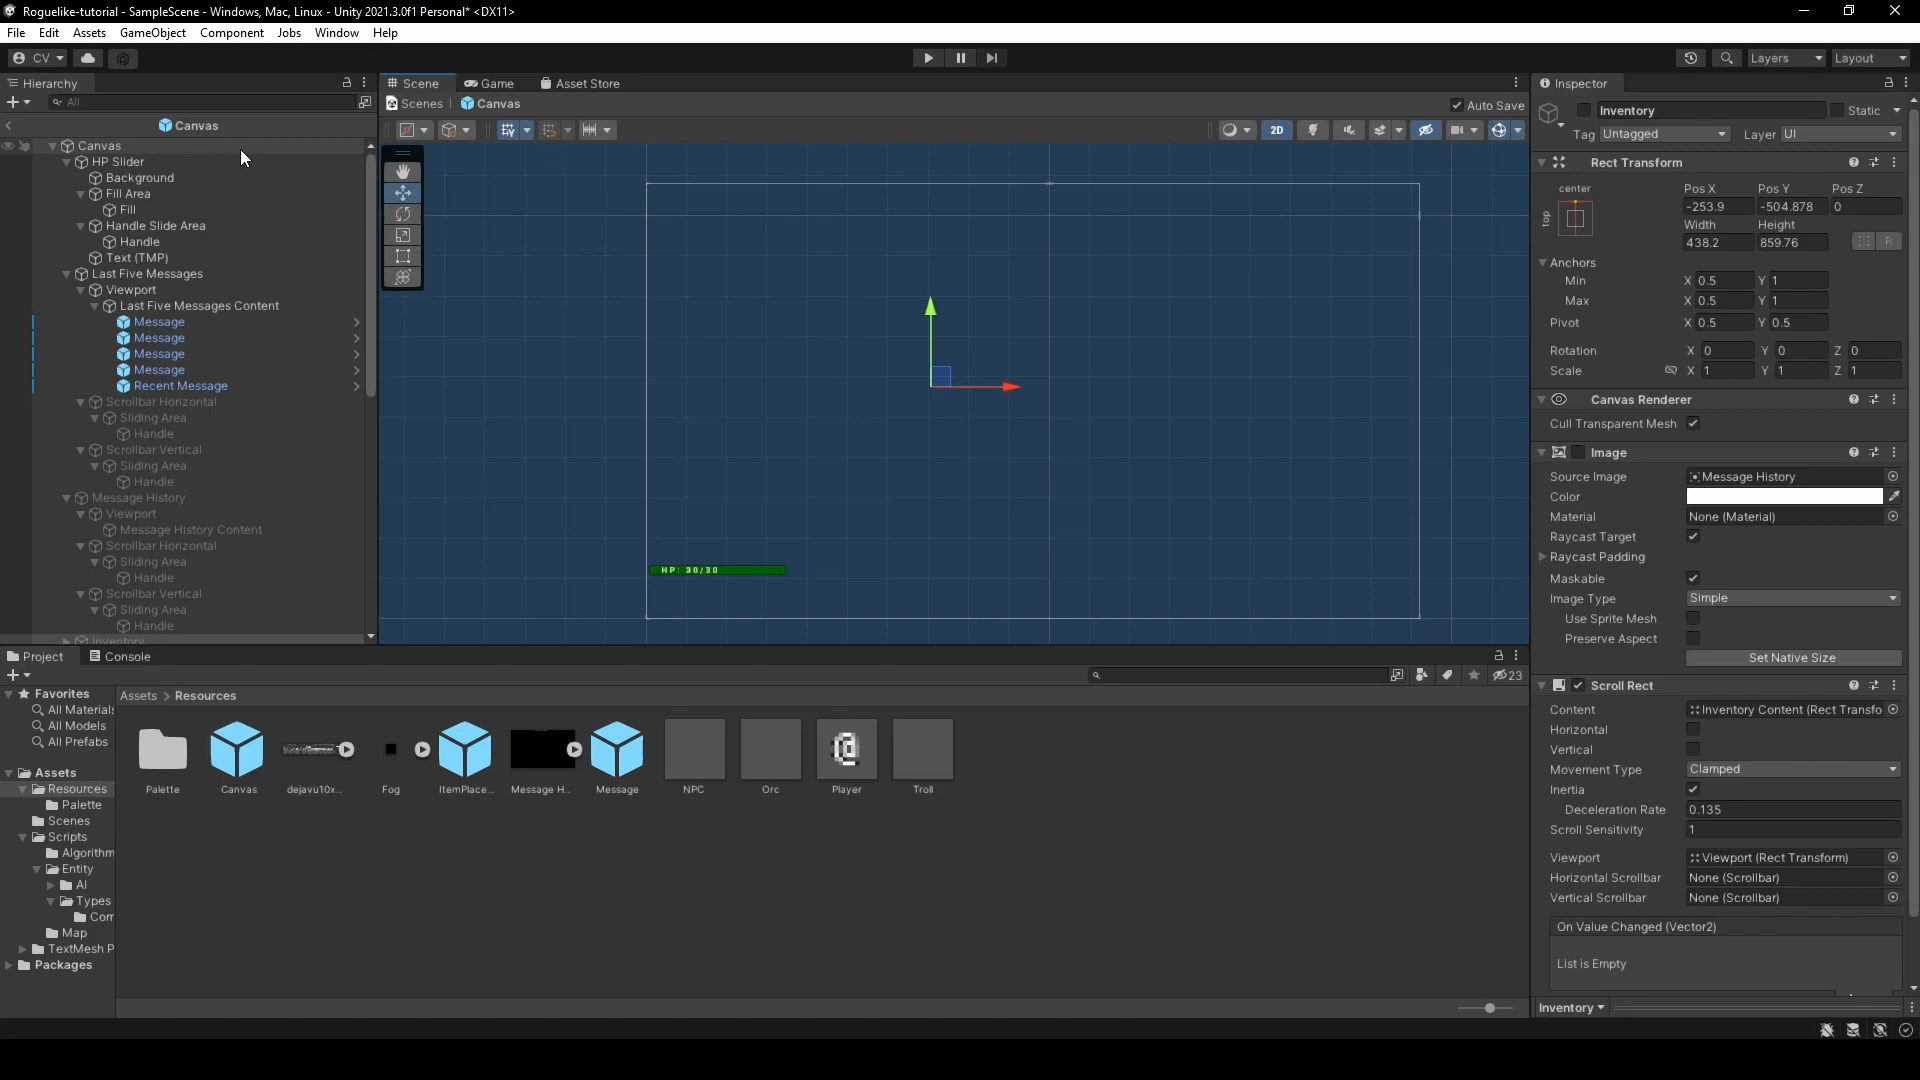 Roguelike-tutorial - SampleScene - Windows, Mac, Linux - Unity 2021.3.0f1 Personal* <DX11>
File Edit Assets GameObject Component Jobs Window Help
CV Layers Layout
Hierarchy
All
Canvas
Canvas
HP Slider
Background
Fill Area
Fill
Handle Slide Area
Handle
Text (TMP)
Last Five Messages
Viewport
Last Five Messages Content
Message
Message
Message
Message
Recent Message
Scrollbar Horizontal
Sliding Area
Handle
Scrollbar Vertical
Sliding Area
Handle
Message History
Viewport
Message History Content
Scrollbar Horizontal
Sliding Area
Handle
Scrollbar Vertical
Sliding Area
Handle
Inventory
Scene Game Asset Store
Scenes Canvas Auto Save
2D
HP: 30/30
Inspector
Inventory Static
Tag Untagged Layer UI
Rect Transform
center
top
Pos X Pos Y Pos Z
-253.9 -504.878 0
Width Height
438.2 859.76 R
Anchors
Min X 0.5 Y 1
Max X 0.5 Y 1
Pivot X 0.5 Y 0.5
Rotation X 0 Y 0 Z 0
Scale X 1 Y 1 Z 1
Canvas Renderer
Cull Transparent Mesh
Image
Source Image Message History
Color
Material None (Material)
Raycast Target
Raycast Padding
Maskable
Image Type Simple
Use Sprite Mesh
Preserve Aspect
Set Native Size
Scroll Rect
Content Inventory Content (Rect Transfo
Horizontal
Vertical
Movement Type Clamped
Inertia
Deceleration Rate 0.135
Scroll Sensitivity 1
Viewport Viewport (Rect Transform)
Horizontal Scrollbar None (Scrollbar)
Vertical Scrollbar None (Scrollbar)
On Value Changed (Vector2)
List is Empty
Inventory
Project Console
23
Favorites
All Materials
All Models
All Prefabs
Assets
Resources
Palette
Scenes
Scripts
Algorithm
Entity
AI
Types
Com
Map
TextMesh P
Packages
Assets > Resources
Palette Canvas dejavu10x... Fog ItemPlace... Message H... Message NPC Orc Player Troll